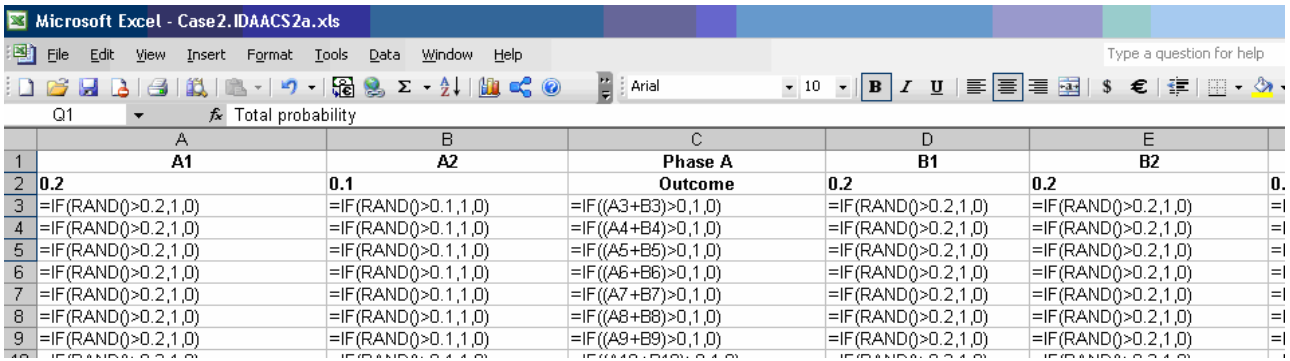 Microsoft Excel - Case2.IDAACS2a.xls
File Edit View Insert Format Tools Data Window Help Type a question for help
Arial 10 B I U $ €
Q1 fx Total probability
A B C D E
1 A1 A2 Phase A B1 B2
2 0.2 0.1 Outcome 0.2 0.2 0.
3 =IF(RAND()>0.2,1,0) =IF(RAND()>0.1,1,0) =IF((A3+B3)>0,1,0) =IF(RAND()>0.2,1,0) =IF(RAND()>0.2,1,0) =I
4 =IF(RAND()>0.2,1,0) =IF(RAND()>0.1,1,0) =IF((A4+B4)>0,1,0) =IF(RAND()>0.2,1,0) =IF(RAND()>0.2,1,0) =I
5 =IF(RAND()>0.2,1,0) =IF(RAND()>0.1,1,0) =IF((A5+B5)>0,1,0) =IF(RAND()>0.2,1,0) =IF(RAND()>0.2,1,0) =I
6 =IF(RAND()>0.2,1,0) =IF(RAND()>0.1,1,0) =IF((A6+B6)>0,1,0) =IF(RAND()>0.2,1,0) =IF(RAND()>0.2,1,0) =I
7 =IF(RAND()>0.2,1,0) =IF(RAND()>0.1,1,0) =IF((A7+B7)>0,1,0) =IF(RAND()>0.2,1,0) =IF(RAND()>0.2,1,0) =I
8 =IF(RAND()>0.2,1,0) =IF(RAND()>0.1,1,0) =IF((A8+B8)>0,1,0) =IF(RAND()>0.2,1,0) =IF(RAND()>0.2,1,0) =I
9 =IF(RAND()>0.2,1,0) =IF(RAND()>0.1,1,0) =IF((A9+B9)>0,1,0) =IF(RAND()>0.2,1,0) =IF(RAND()>0.2,1,0) =I